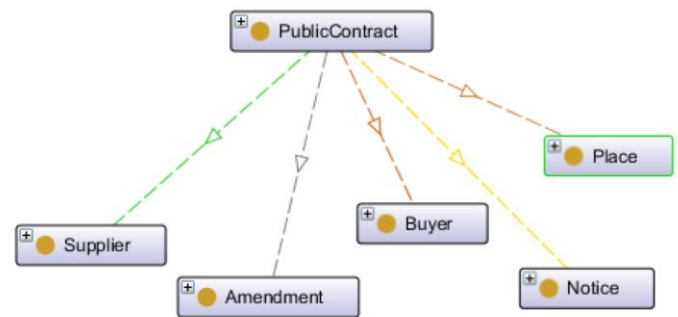 PublicContract
Place
Buyer
Supplier
Notice
Amendment